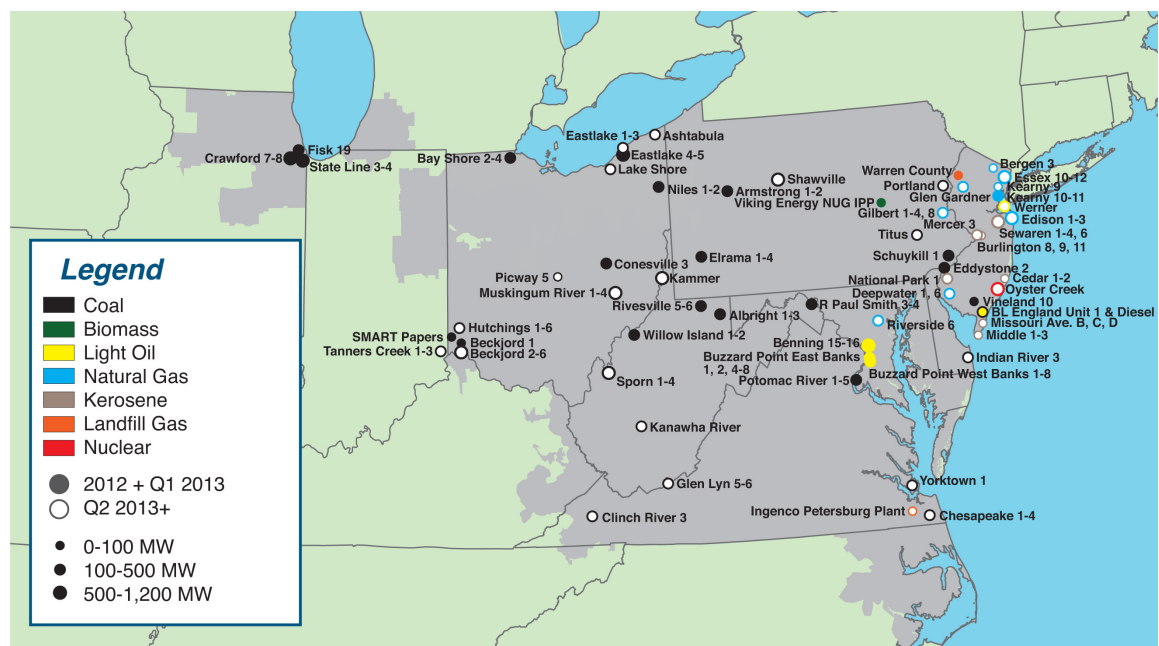 Eastlake 1-3
Ashtabula
Fisk 19
Crawford 7-8
State Line 3-4
Bay Shore 2-4
Eastlake 4-5
Lake Shore
Niles 1-2
Armstrong 1-2
Shawville
Viking Energy NUG IPP
Warren County
Portland
Glen Gardner
Gilbert 1-4, 8
Bergen 3
Essex 10-12
Kearny 9
Kearny 10-11
Werner
Edison 1-3
Mercer 3
Sewaren 1-4, 6
Titus
Burlington 8, 9, 11
Schuykill 1
Eddystone 2
National Park 1
Cedar 1-2
Deepwater 1, 6
Oyster Creek
Vineland 10
BL England Unit 1 & Diesel
Missouri Ave. B, C, D
Middle 1-3
Conesville 3
Elrama 1-4
Picway 5
Kammer
Muskingum River 1-4
Rivesville 5-6
Albright 1-3
R Paul Smith 3-4
Riverside 6
Hutchings 1-6
SMART Papers
Beckjord 1
Tanners Creek 1-3
Beckjord 2-6
Willow Island 1-2
Benning 15-16
Buzzard Point East Banks
1, 2, 4-8
Buzzard Point West Banks 1-8
Indian River 3
Potomac River 1-5
Sporn 1-4
Kanawha River
Glen Lyn 5-6
Yorktown 1
Clinch River 3
Ingenco Petersburg Plant
Chesapeake 1-4
Legend
Coal
Biomass
Light Oil
Natural Gas
Kerosene
Landfill Gas
Nuclear
2012 + Q1 2013
Q2 2013+
0-100 MW
100-500 MW
500-1,200 MW